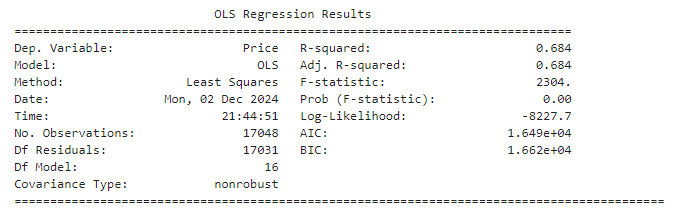 OLS Regression Results
==============================================================================
Dep. Variable: Price R-squared: 0.684
Model: OLS Adj. R-squared: 0.684
Method: Least Squares F-statistic: 2304.
Date: Mon, 02 Dec 2024 Prob (F-statistic): 0.00
Time: 21:44:51 Log-Likelihood: -8227.7
No. Observations: 17048 AIC: 1.649e+04
Df Residuals: 17031 BIC: 1.662e+04
Df Model: 16
Covariance Type: nonrobust
===========================================================================================